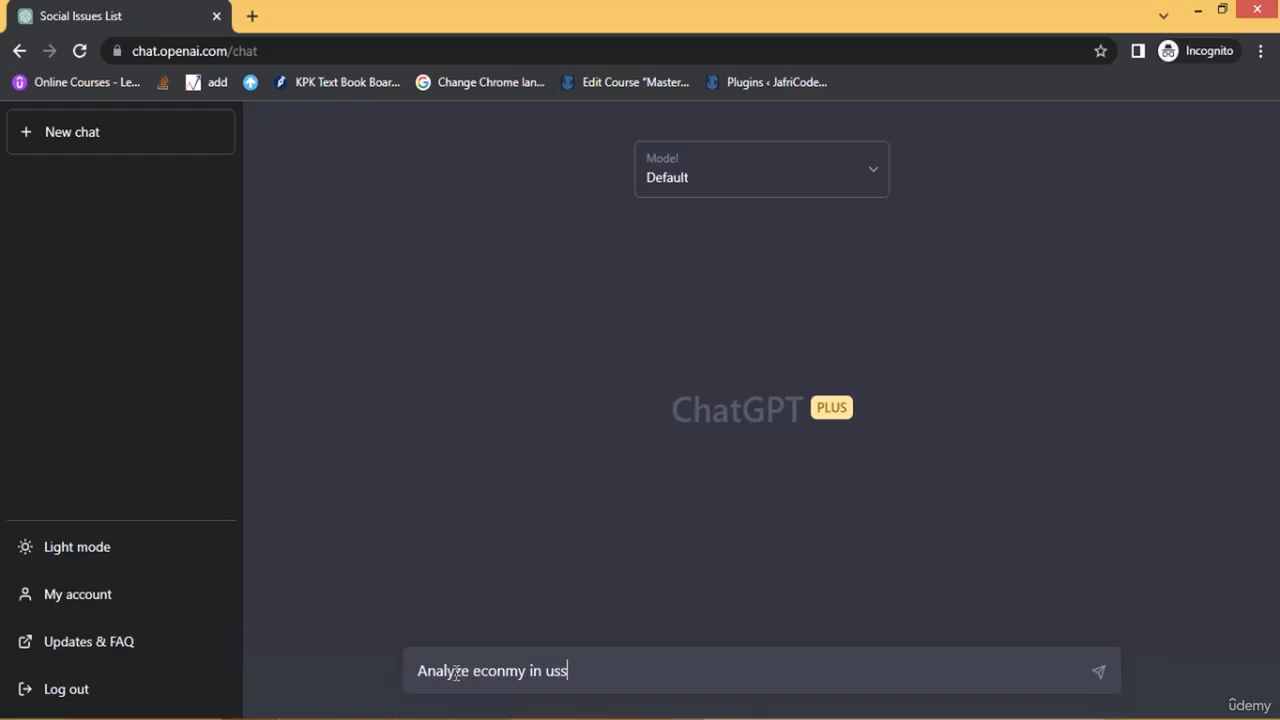 Social Issues List
chat.openai.com/chat
Incognito
Online Courses - Le...
add
KPK Text Book Boar...
Change Chrome lan...
Edit Course "Master...
Plugins ‹ JafriCode...
+ New chat
Model
Default
ChatGPT PLUS
Light mode
My account
Updates & FAQ
Log out
Analyze econmy in uss
ûdemy